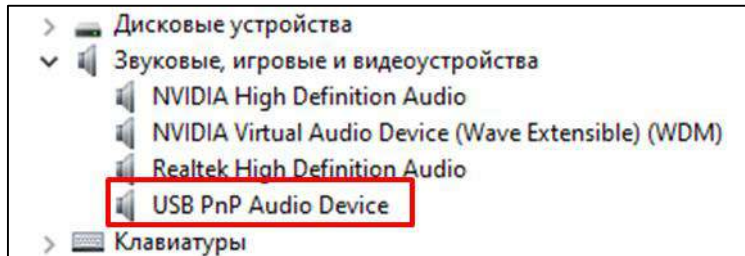 Дисковые устройства
Звуковые, игровые и видеоустройства
NVIDIA High Definition Audio
NVIDIA Virtual Audio Device (Wave Extensible) (WDM)
Realtek High Definition Audio
USB PnP Audio Device
Клавиатуры